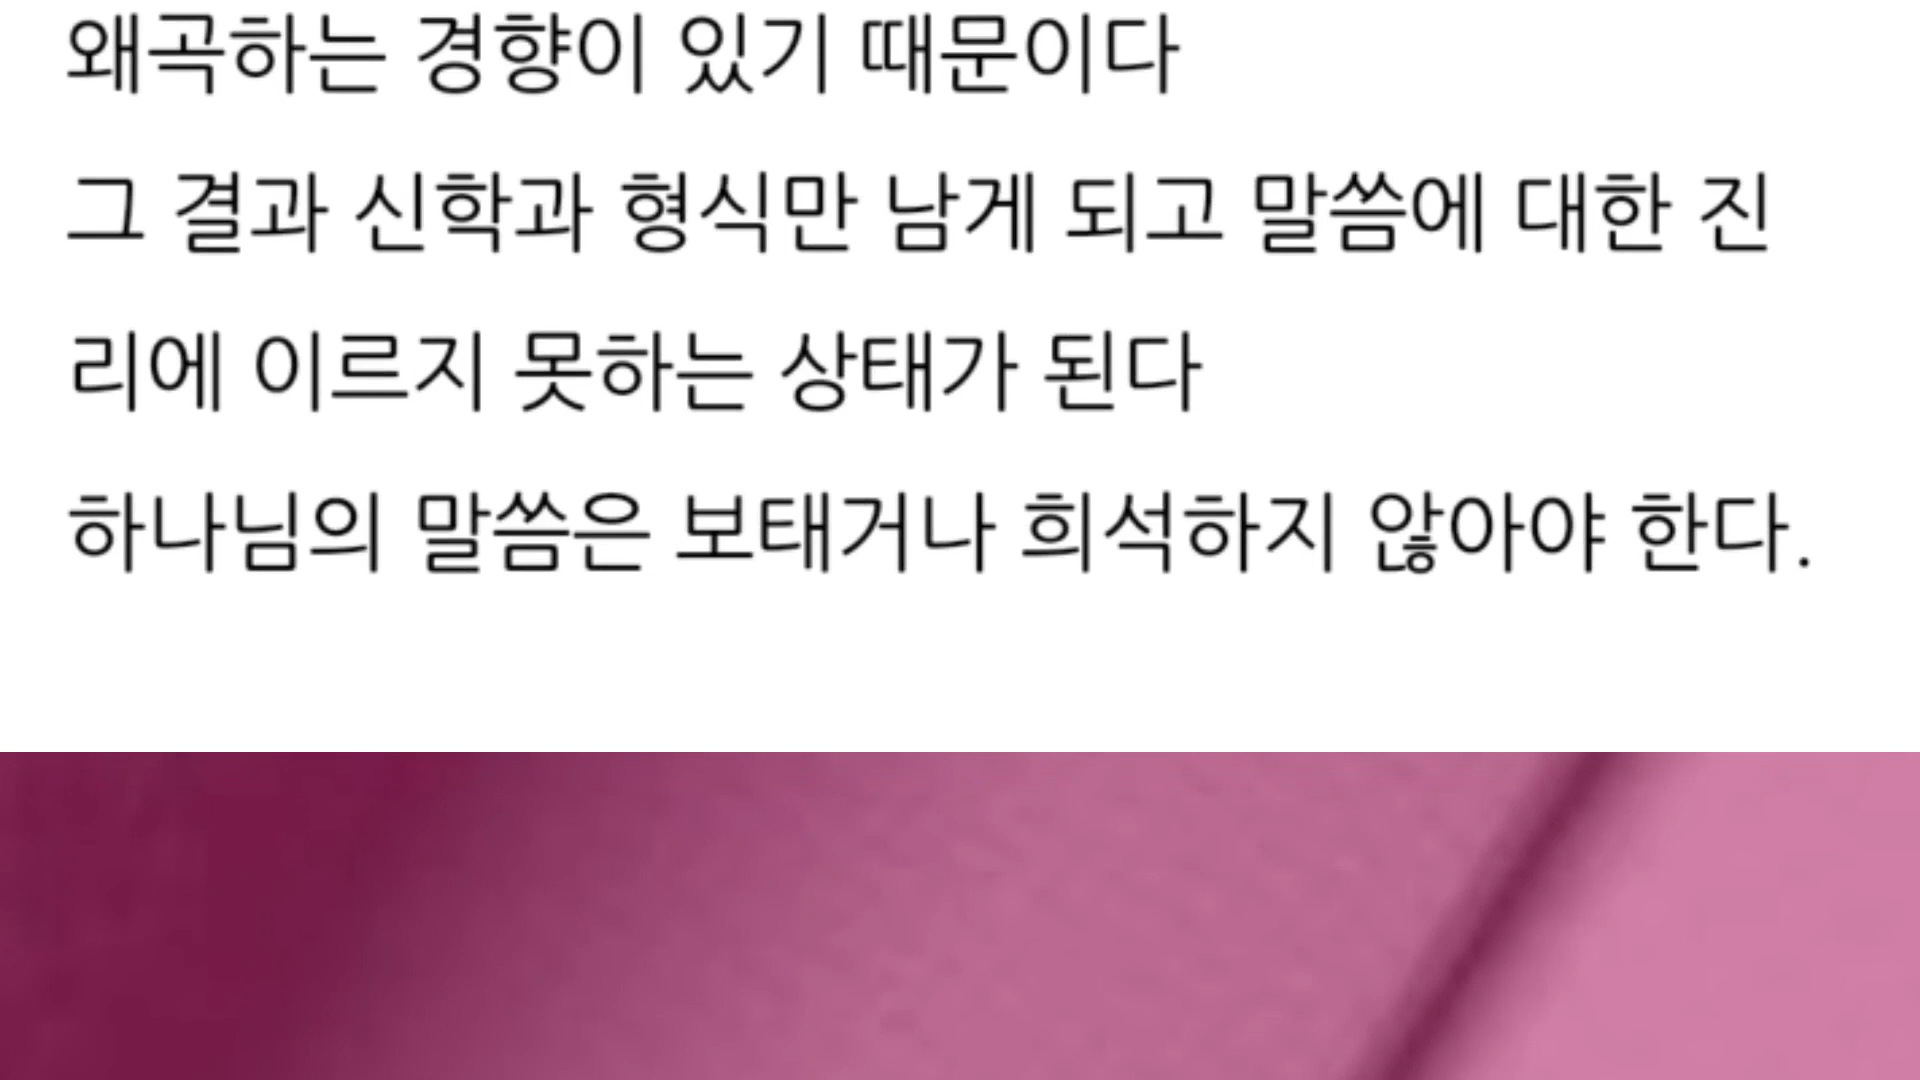 왜곡하는 경향이 있기 때문이다
그 결과 신학과 형식만 남게 되고 말씀에 대한 진
리에 이르지 못하는 상태가 된다
하나님의 말씀은 보태거나 희석하지 않아야 한다.